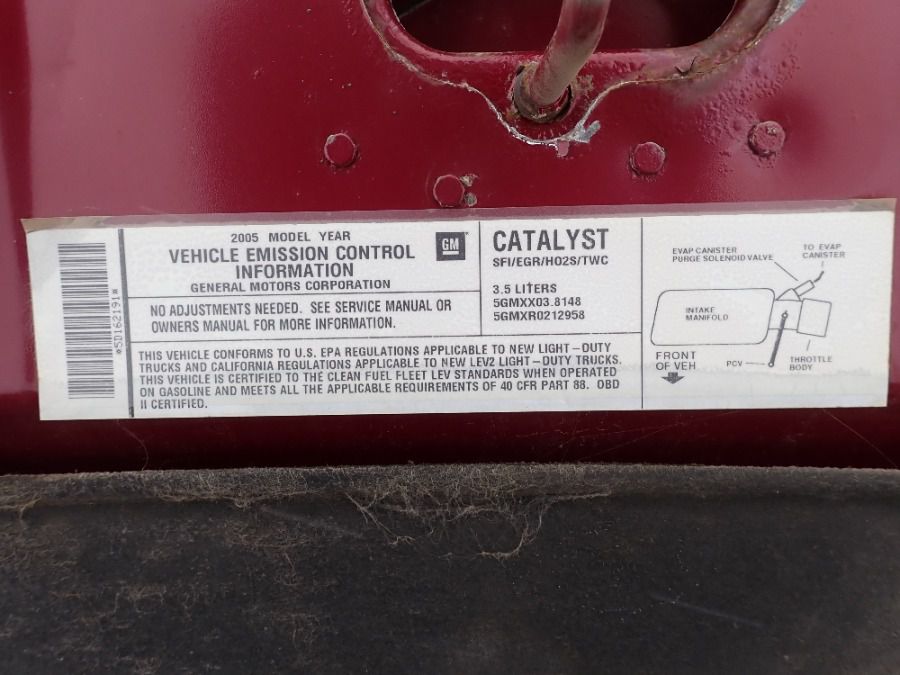 *5D162191*
2005 MODEL YEAR
VEHICLE EMISSION CONTROL
INFORMATION
GENERAL MOTORS CORPORATION
GM
NO ADJUSTMENTS NEEDED. SEE SERVICE MANUAL OR
OWNERS MANUAL FOR MORE INFORMATION.
CATALYST
SFI/EGR/HO2S/TWC
3.5 LITERS
5GMXX03.8148
5GMXR0212958
THIS VEHICLE CONFORMS TO U.S. EPA REGULATIONS APPLICABLE TO NEW LIGHT-DUTY
TRUCKS AND CALIFORNIA REGULATIONS APPLICABLE TO NEW LEV2 LIGHT-DUTY TRUCKS.
THIS VEHICLE IS CERTIFIED TO THE CLEAN FUEL FLEET LEV STANDARDS WHEN OPERATED
ON GASOLINE AND MEETS ALL THE APPLICABLE REQUIREMENTS OF 40 CFR PART 88. OBD
II CERTIFIED.
EVAP CANISTER
PURGE SOLENOID VALVE
TO EVAP
CANISTER
INTAKE
MANIFOLD
FRONT
OF VEH
PCV
THROTTLE
BODY